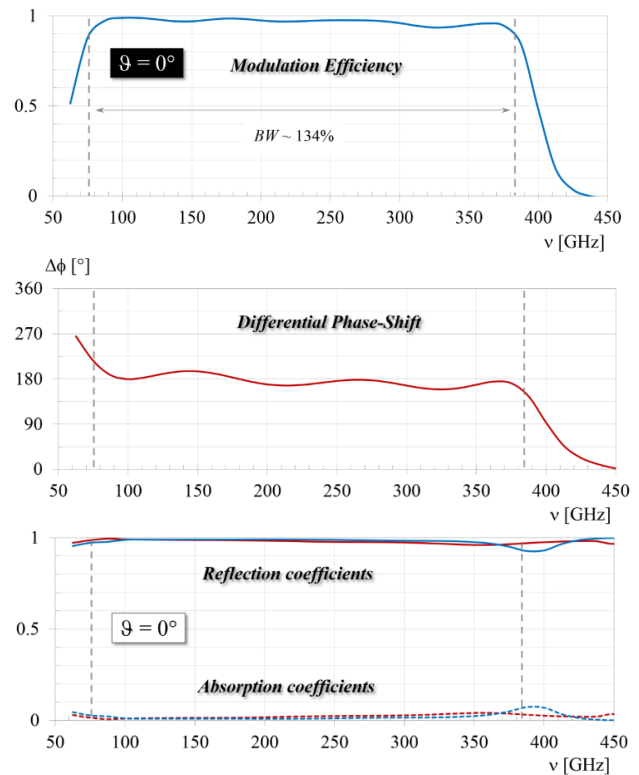 1
0.5
0
ϑ = 0°
Modulation Efficiency
BW ~ 134%
50 100 150 200 250 300 350 400 450
ν [GHz]
Δϕ [°]
360
270
180
90
0
Differential Phase-Shift
50 100 150 200 250 300 350 400 450
ν [GHz]
1
0.5
0
Reflection coefficients
ϑ = 0°
Absorption coefficients
50 100 150 200 250 300 350 400 450
ν [GHz]